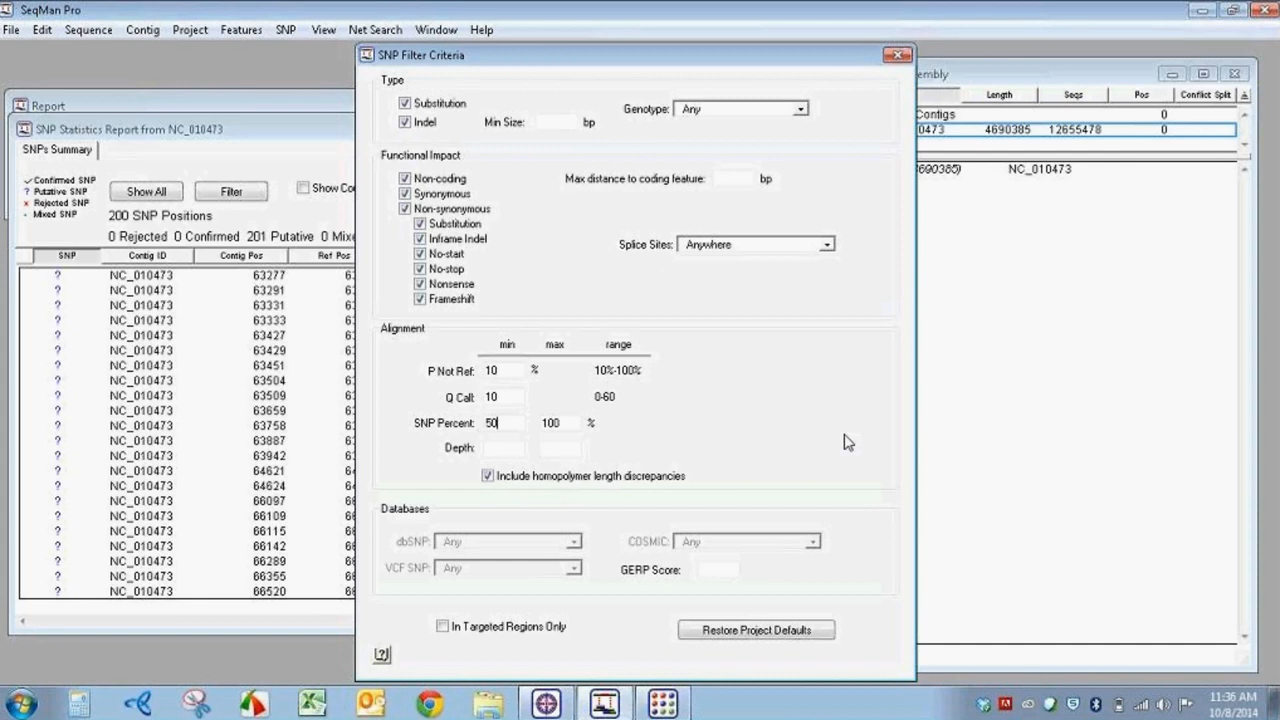 SeqMan Pro
File Edit Sequence Contig Project Features SNP View Net Search Window Help
Report
SNP Statistics Report from NC_010473
SNPs Summary
Confirmed SNP
? Putative SNP
x Rejected SNP
- Mixed SNP
Show All
Filter
200 SNP Positions
0 Rejected 0 Confirmed 201 Putative
SNP Contig ID Contig Pos Ref Pos
? NC_010473 63277
? NC_010473 63291
? NC_010473 63331
? NC_010473 63333
? NC_010473 63427
? NC_010473 63429
? NC_010473 63451
? NC_010473 63504
? NC_010473 63509
? NC_010473 63659
? NC_010473 63758
? NC_010473 63887
? NC_010473 63942
? NC_010473 64621
? NC_010473 64624
? NC_010473 66097
? NC_010473 66109
? NC_010473 66115
? NC_010473 66142
? NC_010473 66289
? NC_010473 66355
? NC_010473 66520
SNP Filter Criteria
Type
Substitution
Indel Min Size: bp
Genotype: Any
Functional Impact
Non-coding
Synonymous
Non-synonymous
Substitution
Inframe Indel
No-start
No-stop
Nonsense
Frameshift
Max distance to coding feature: bp
Splice Sites: Anywhere
Alignment
min max range
P Not Ref: 10 % 10%-100%
Q Call: 10 0-60
SNP Percent: 50 100 %
Depth:
Include homopolymer length discrepancies
Databases
dbSNP: Any
COSMIC: Any
VCF SNP: Any
GERP Score:
In Targeted Regions Only
Restore Project Defaults
Length Seqs Pos Conflict Split
Contigs 0
4690385 12655478 0
NC_010473
11:36 AM
10/8/2014